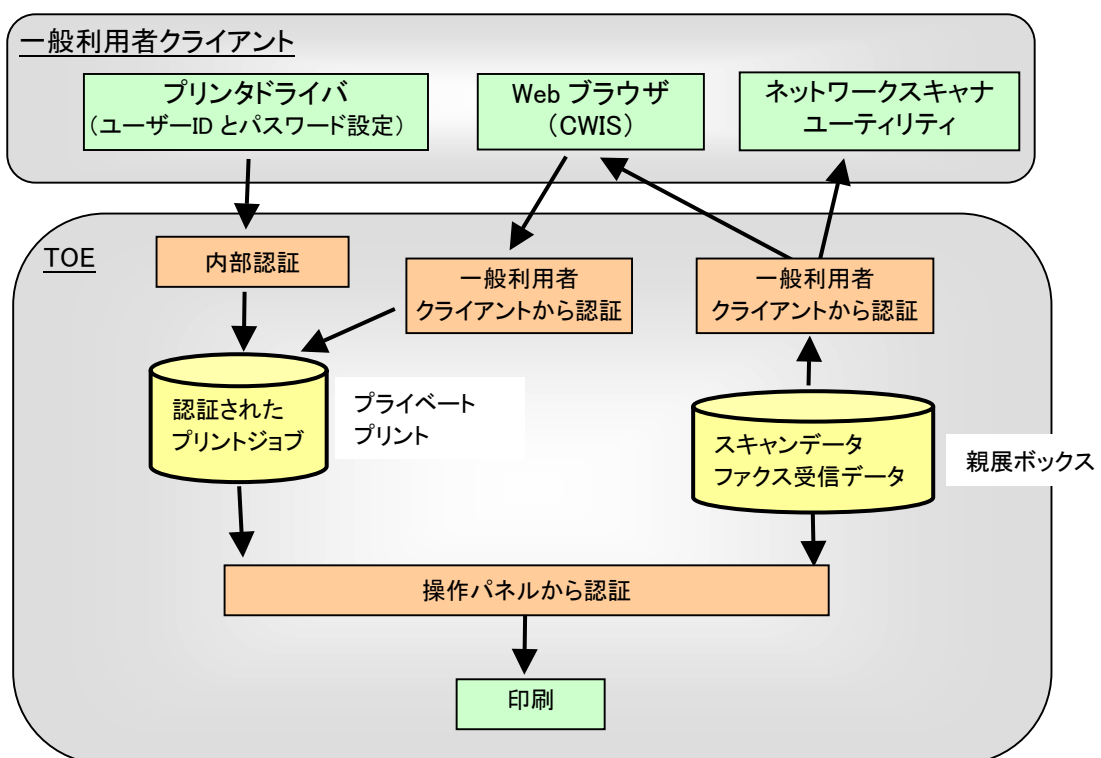 一般利用者クライアント
プリンタドライバ
(ユーザーID とパスワード設定)
Web ブラウザ
(CWIS)
ネットワークスキャナ
ユーティリティ
TOE
内部認証
一般利用者
クライアントから認証
一般利用者
クライアントから認証
認証された
プリントジョブ
プライベート
プリント
スキャンデータ
ファクス受信データ
親展ボックス
操作パネルから認証
印刷